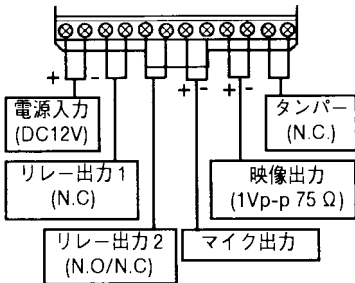 + - + - + -
電源入力
(DC12V)
タンパー
(N.C.)
リレー出力1
(N.C)
映像出力
(1Vp-p 75 Ω)
リレー出力2
(N.O/N.C)
マイク出力